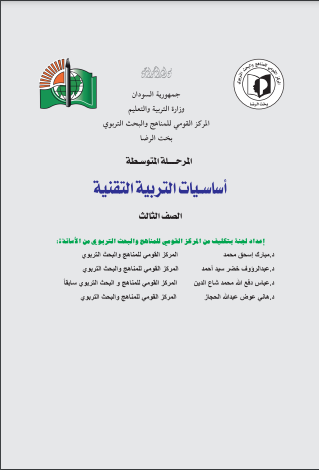 جمهورية السودان
وزارة التربية والتعليم
المركز القومي للمناهج والبحث التربوي
بخت الرضا
المرحلة المتوسطة
أساسيات التربية التقنية
الصف الثالث
إعداد لجنة بتكليف من المركز القومي للمناهج والبحث التربوي من الأساتذة:
د.مبارك إسحق محمد المركز القومي للمناهج والبحث التربوي
د.عبدالرؤوف خضر سيد أحمد المركز القومي للمناهج والبحث التربوي
د.عباس دفع الله محمد شاع الدين المركز القومي للمناهج و البحث التربوي سابقاً
د.هاني عوض عبدالله الحجاز المركز القومي للمناهج والبحث التربوي